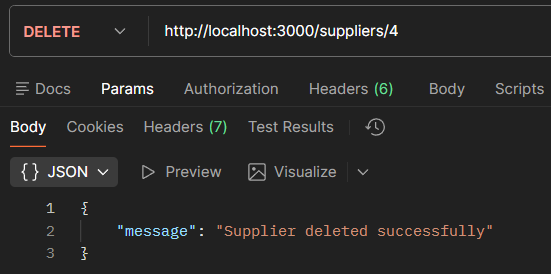 DELETE http://localhost:3000/suppliers/4
Docs Params Authorization Headers (6) Body Scripts
Body Cookies Headers (7) Test Results
{} JSON Preview Visualize
1 {
2 "message": "Supplier deleted successfully"
3 }